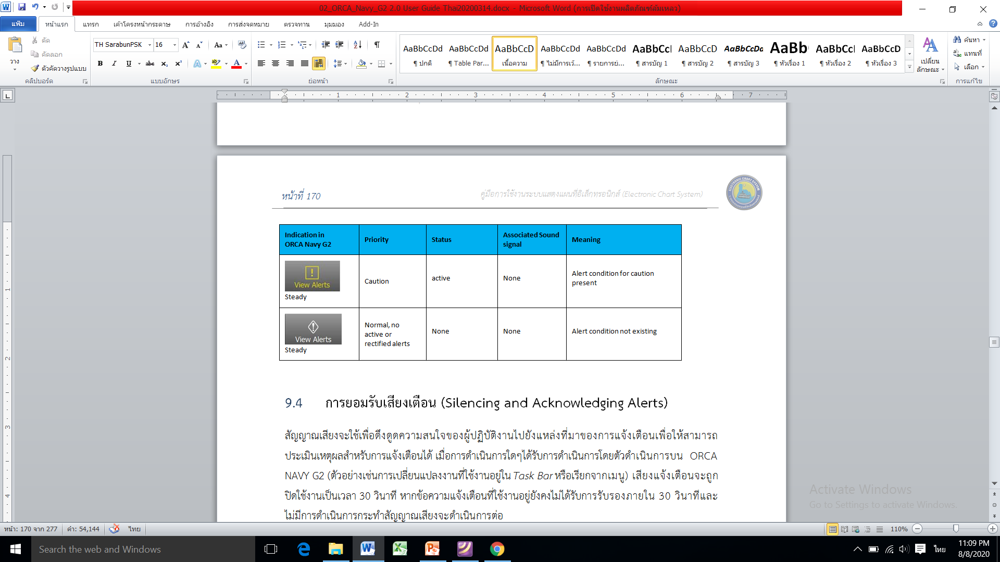 02_ORCA_Navy_G2 2.0 User Guide Thai20200314.docx - Microsoft Word (การเปิดใช้งานผลิตภัณฑ์ล้มเหลว)
แฟ้ม หน้าแรก แทรก เค้าโครงหน้ากระดาษ การอ้างอิง การส่งจดหมาย ตรวจทาน มุมมอง Add-In
วาง
ตัด
คัดลอก
ตัวคัดวางรูปแบบ
คลิปบอร์ด
TH SarabunPSK 16
แบบอักษร
ย่อหน้า
AaBbCcDd AaBbCcDd AaBbCcD AaBbCcDd AaBbCcDd AaBbCcI AaBbCcD AaBbCcDd AaBb AaBbCcI AaBbCcD
¶ ปกติ ¶ Table Par... เนื้อความ ¶ ไม่มีการเว้... ¶ รายการย่... ¶ สารบัญ 1 ¶ สารบัญ 2 ¶ สารบัญ 3 ¶ หัวเรื่อง 1 ¶ หัวเรื่อง 2 ¶ หัวเรื่อง 3
ลักษณะ
เปลี่ยน
ลักษณะ
ค้นหา
แทนที่
เลือก
การแก้ไข
1 2 3 4 5 6 7
หน้าที่ 170
คู่มือการใช้งานระบบแสดงแผนที่อิเล็กทรอนิกส์ (Electronic Chart System)
ELECTRONIC CHART SYSTEM
Indication in
ORCA Navy G2
Priority
Status
Associated Sound
signal
Meaning
View Alerts
Steady
Caution
active
None
Alert condition for caution
present
View Alerts
Steady
Normal, no
active or
rectified alerts
None
None
Alert condition not existing
9.4 การยอมรับเสียงเตือน (Silencing and Acknowledging Alerts)
สัญญาณเสียงจะใช้เพื่อดึงดูดความสนใจของผู้ปฏิบัติงานไปยังแหล่งที่มาของการแจ้งเตือนเพื่อให้สามารถ
ประเมินเหตุผลสำหรับการแจ้งเตือนได้ เมื่อการดำเนินการใดๆได้รับการดำเนินการโดยตัวดำเนินการบน ORCA
NAVY G2 (ตัวอย่างเช่นการเปลี่ยนแปลงงานที่ใช้งานอยู่ใน Task Bar หรือเรียกจากเมนู) เสียงแจ้งเตือนจะถูก
ปิดใช้งานเป็นเวลา 30 วินาที หากข้อความแจ้งเตือนที่ใช้งานอยู่ยังคงไม่ได้รับการรับรองภายใน 30 วินาทีและ
ไม่มีการดำเนินการกระทำสัญญาณเสียงจะดำเนินการต่อ
1
2
3
4
Activate Windows
Go to Settings to activate Windows.
หน้า: 170 จาก 277 คำ: 54,144 ไทย 110%
Search the web and Windows
ไทย
11:09 PM
8/8/2020